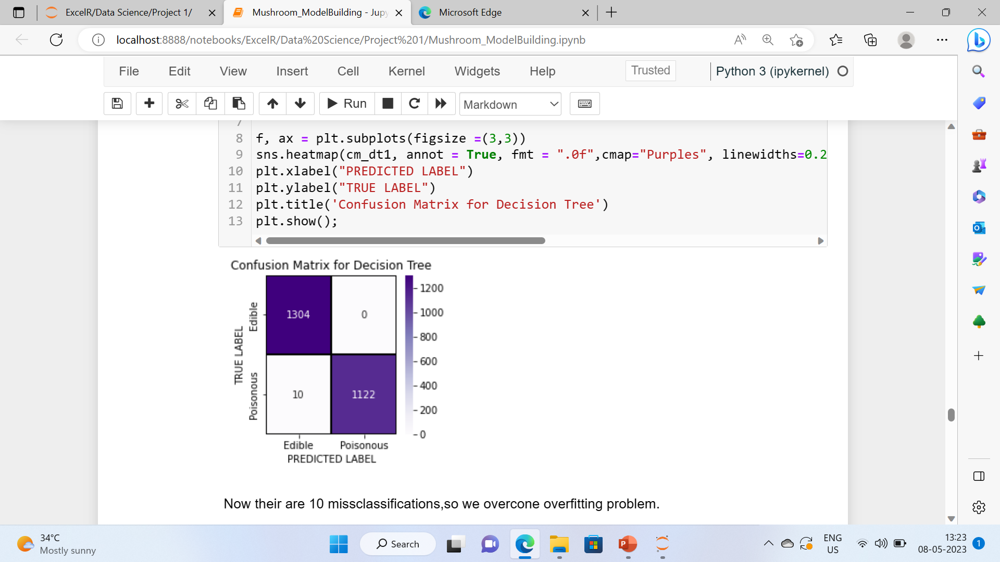 ExcelR/Data Science/Project 1/
Mushroom_ModelBuilding - Jupy
Microsoft Edge
localhost:8888/notebooks/ExcelR/Data%20Science/Project%201/Mushroom_ModelBuilding.ipynb
File Edit View Insert Cell Kernel Widgets Help Trusted Python 3 (ipykernel)
Run Markdown
7
8 f, ax = plt.subplots(figsize =(3,3))
9 sns.heatmap(cm_dt1, annot = True, fmt = ".0f",cmap="Purples", linewidths=0.2
10 plt.xlabel("PREDICTED LABEL")
11 plt.ylabel("TRUE LABEL")
12 plt.title('Confusion Matrix for Decision Tree')
13 plt.show();
Confusion Matrix for Decision Tree
TRUE LABEL
Edible
Poisonous
1304 0
10 1122
1200
1000
800
600
400
200
0
Edible Poisonous
PREDICTED LABEL
Now their are 10 missclassifications,so we overcone overfitting problem.
34°C
Mostly sunny
Search
ENG
US
13:23
08-05-2023
1